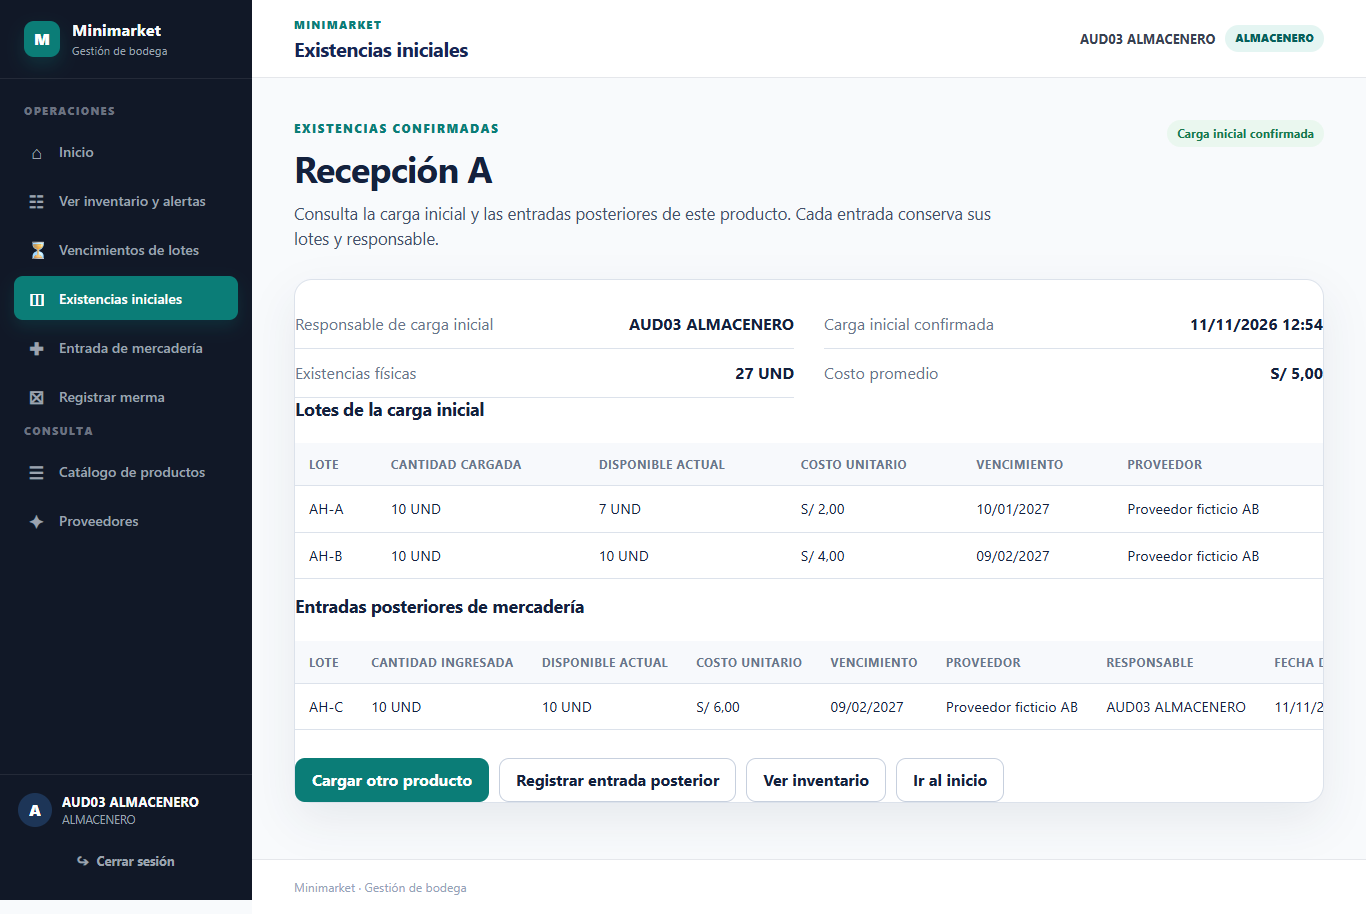 M
Minimarket
Gestión de bodega
OPERACIONES
Inicio
Ver inventario y alertas
Vencimientos de lotes
Existencias iniciales
Entrada de mercadería
Registrar merma
CONSULTA
Catálogo de productos
Proveedores
A
AUD03 ALMACENERO
ALMACENERO
Cerrar sesión
MINIMARKET
Existencias iniciales
AUD03 ALMACENERO ALMACENERO
EXISTENCIAS CONFIRMADAS
Carga inicial confirmada
Recepción A
Consulta la carga inicial y las entradas posteriores de este producto. Cada entrada conserva sus
lotes y responsable.
Responsable de carga inicial AUD03 ALMACENERO Carga inicial confirmada 11/11/2026 12:54
Existencias físicas 27 UND Costo promedio S/ 5,00
Lotes de la carga inicial
LOTE CANTIDAD CARGADA DISPONIBLE ACTUAL COSTO UNITARIO VENCIMIENTO PROVEEDOR
AH-A 10 UND 7 UND S/ 2,00 10/01/2027 Proveedor ficticio AB
AH-B 10 UND 10 UND S/ 4,00 09/02/2027 Proveedor ficticio AB
Entradas posteriores de mercadería
LOTE CANTIDAD INGRESADA DISPONIBLE ACTUAL COSTO UNITARIO VENCIMIENTO PROVEEDOR RESPONSABLE FECHA
AH-C 10 UND 10 UND S/ 6,00 09/02/2027 Proveedor ficticio AB AUD03 ALMACENERO 11/11/2
Cargar otro producto Registrar entrada posterior Ver inventario Ir al inicio
Minimarket · Gestión de bodega